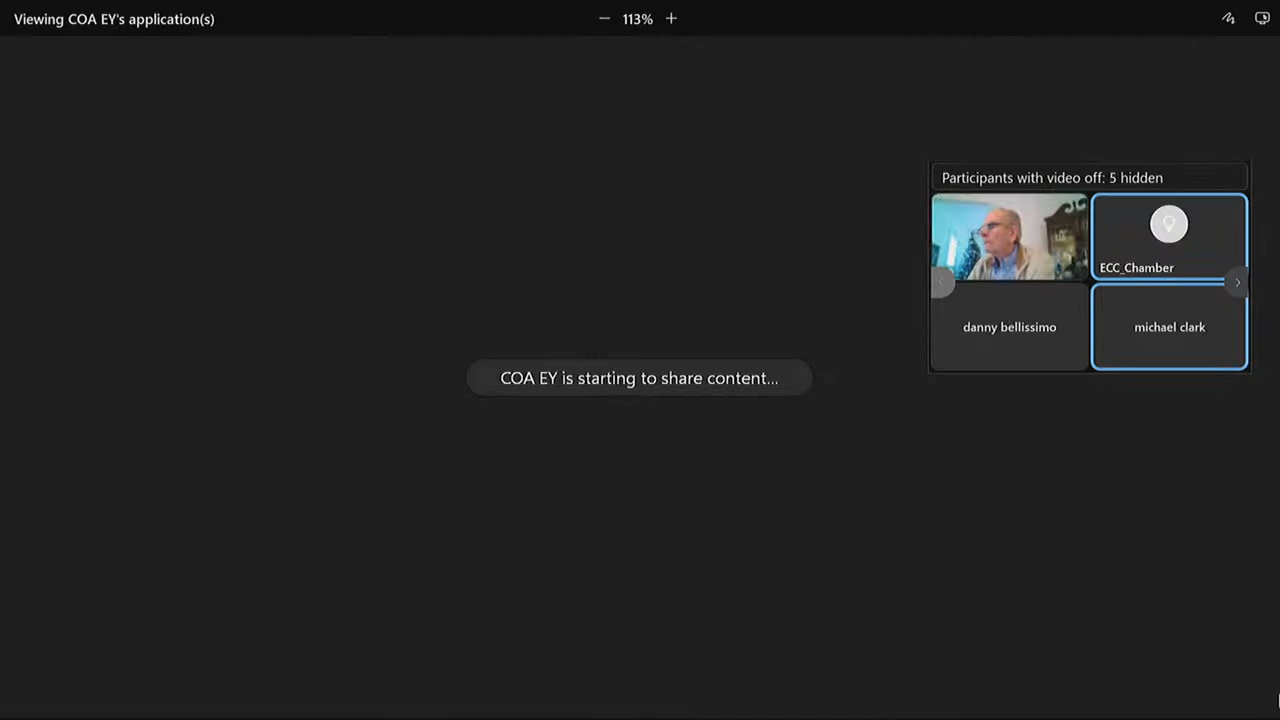 Viewing COA EY's application(s)
113%
Participants with video off: 5 hidden
ECC_Chamber
danny bellissimo
michael clark
COA EY is starting to share content...